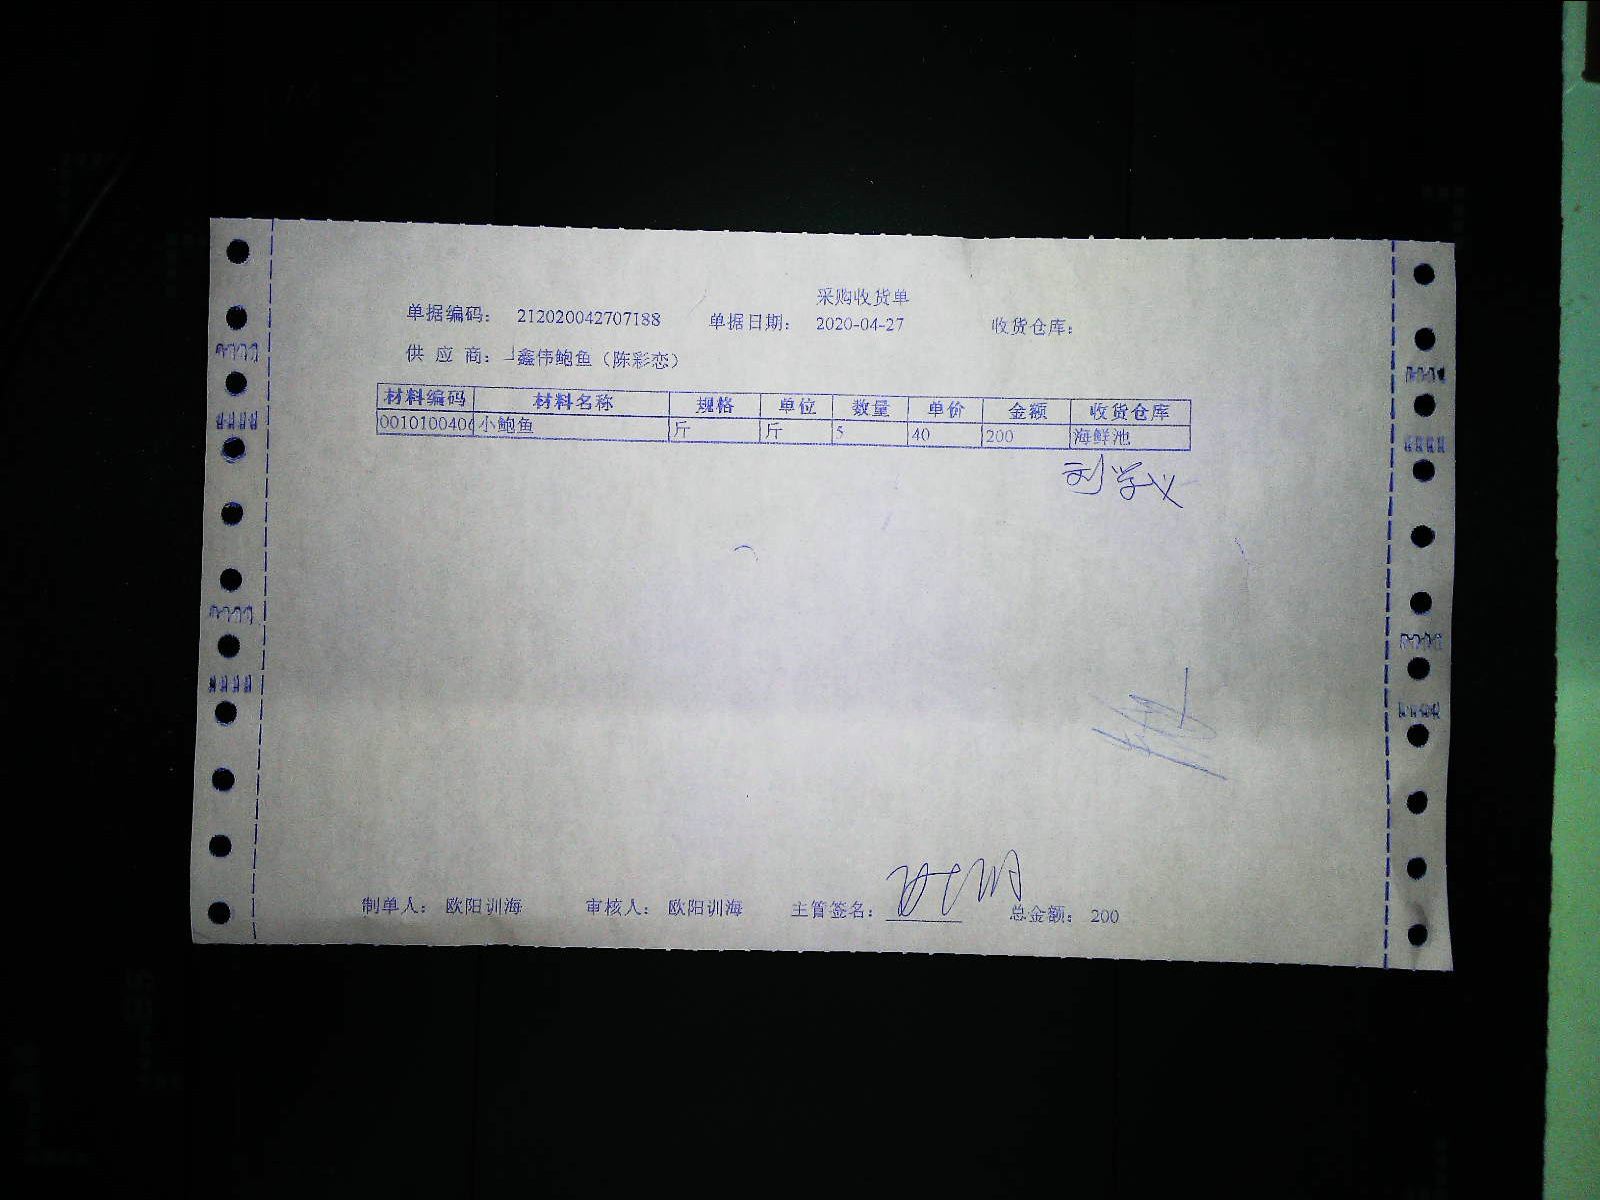 采购收货单
单据编码： 212020042707188 单据日期： 2020-04-27 收货仓库：
供 应 商： 鑫伟鲍鱼（陈彩恋）
材料编码 材料名称 规格 单位 数量 单价 金额 收货仓库
0010100406 小鲍鱼 斤 斤 5 40 200 海鲜池
刘学义
制单人： 欧阳训海 审核人： 欧阳训海 主管签名： 总金额： 200